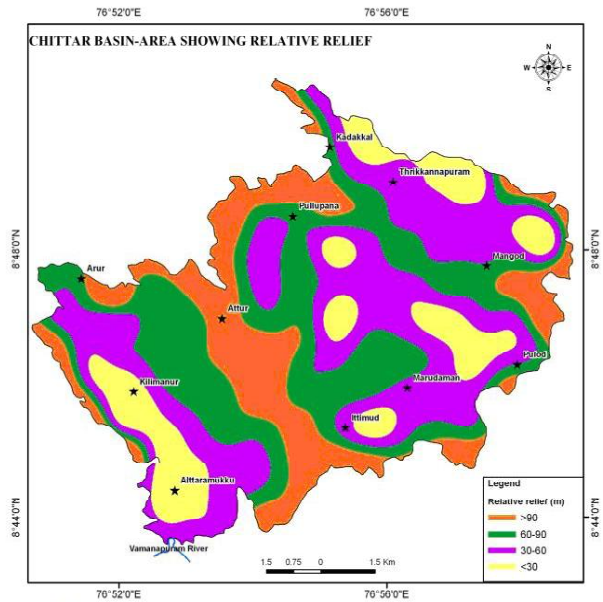 76°52'0"E 76°56'0"E
CHITTAR BASIN-AREA SHOWING RELATIVE RELIEF
N
W E
S
Kadakkal
Thrikkannapuram
Pullupana
8°48'0"N 8°48'0"N
Mangod
Arur
Attur
Pulod
Marudaman
Kilimanur
Ittimud
Alttaramukku
Legend
Relative relief (m)
>90
60-90
30-60
<30
8°44'0"N 8°44'0"N
Vamanapuram River
1.5 0.75 0 1.5 Km
76°52'0"E 76°56'0"E